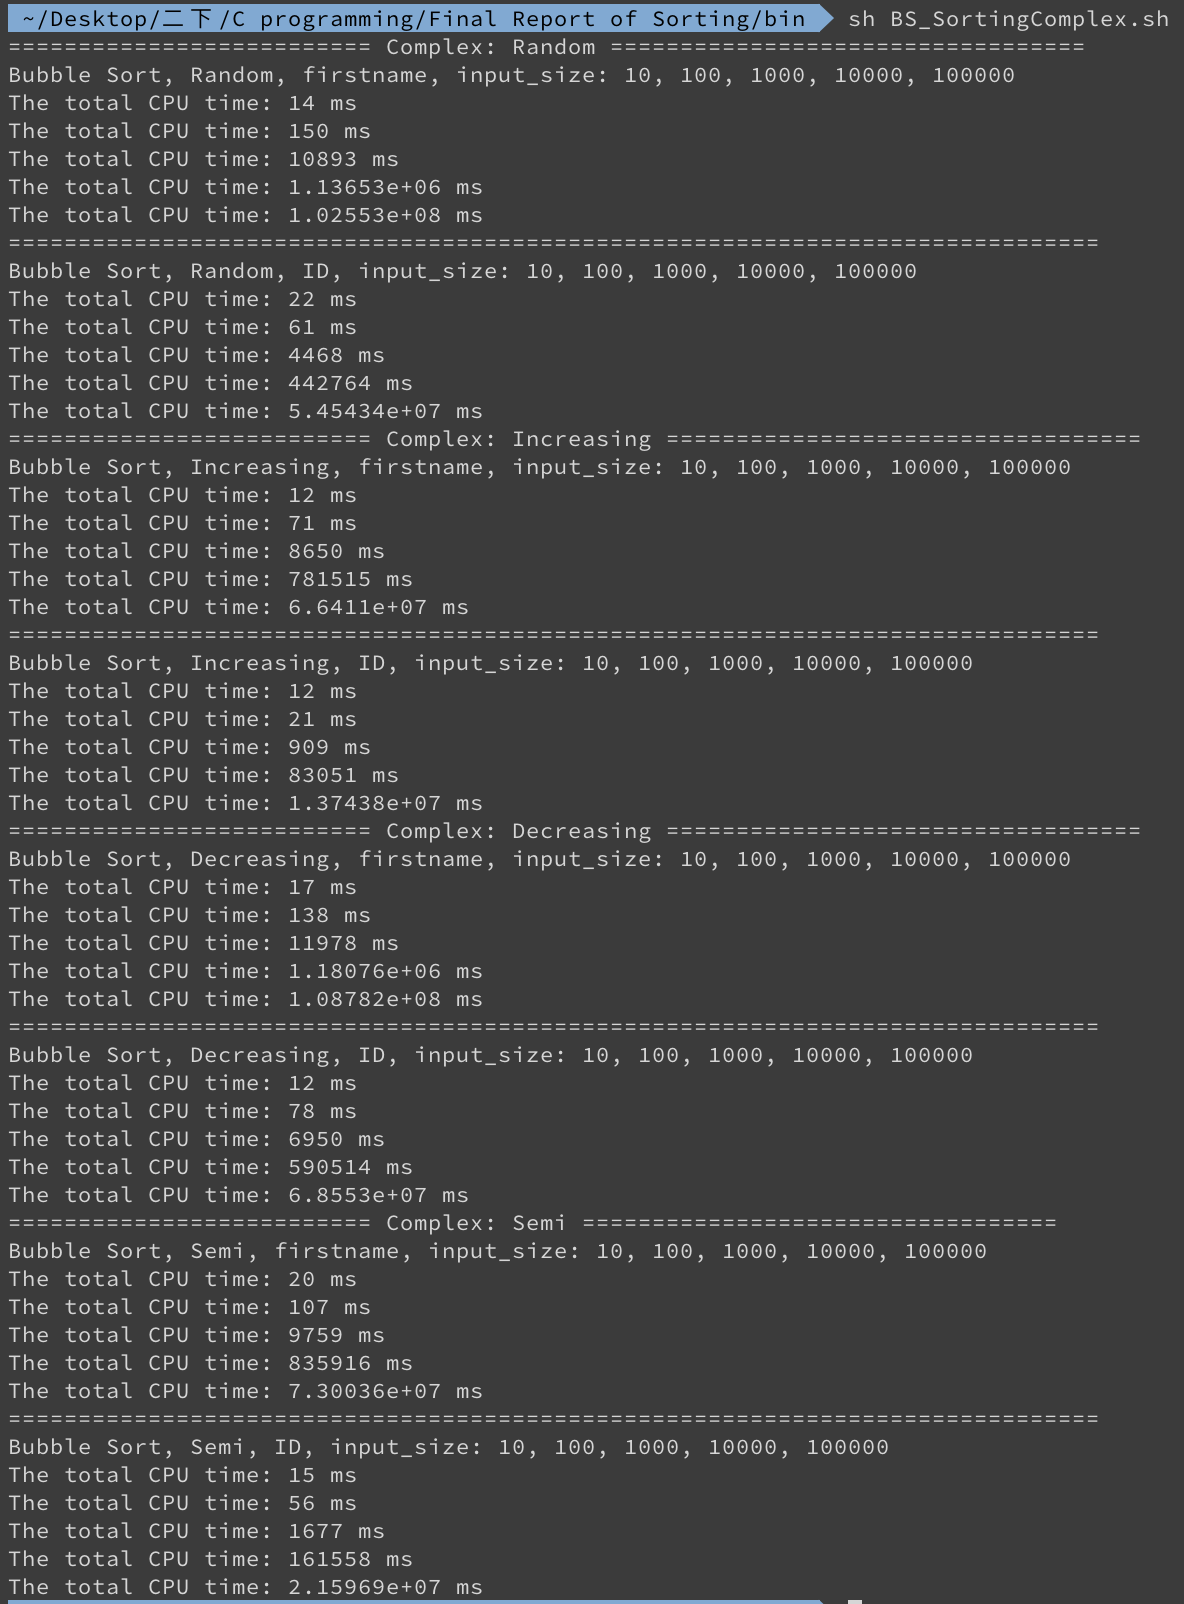 ~/Desktop/二下/C programming/Final Report of Sorting/bin sh BS_SortingComplex.sh
========================== Complex: Random ==================================
Bubble Sort, Random, firstname, input_size: 10, 100, 1000, 10000, 100000
The total CPU time: 14 ms
The total CPU time: 150 ms
The total CPU time: 10893 ms
The total CPU time: 1.13653e+06 ms
The total CPU time: 1.02553e+08 ms
==============================================================================
Bubble Sort, Random, ID, input_size: 10, 100, 1000, 10000, 100000
The total CPU time: 22 ms
The total CPU time: 61 ms
The total CPU time: 4468 ms
The total CPU time: 442764 ms
The total CPU time: 5.45434e+07 ms
========================== Complex: Increasing ==================================
Bubble Sort, Increasing, firstname, input_size: 10, 100, 1000, 10000, 100000
The total CPU time: 12 ms
The total CPU time: 71 ms
The total CPU time: 8650 ms
The total CPU time: 781515 ms
The total CPU time: 6.6411e+07 ms
==============================================================================
Bubble Sort, Increasing, ID, input_size: 10, 100, 1000, 10000, 100000
The total CPU time: 12 ms
The total CPU time: 21 ms
The total CPU time: 909 ms
The total CPU time: 83051 ms
The total CPU time: 1.37438e+07 ms
========================== Complex: Decreasing ==================================
Bubble Sort, Decreasing, firstname, input_size: 10, 100, 1000, 10000, 100000
The total CPU time: 17 ms
The total CPU time: 138 ms
The total CPU time: 11978 ms
The total CPU time: 1.18076e+06 ms
The total CPU time: 1.08782e+08 ms
==============================================================================
Bubble Sort, Decreasing, ID, input_size: 10, 100, 1000, 10000, 100000
The total CPU time: 12 ms
The total CPU time: 78 ms
The total CPU time: 6950 ms
The total CPU time: 590514 ms
The total CPU time: 6.8553e+07 ms
========================== Complex: Semi ==================================
Bubble Sort, Semi, firstname, input_size: 10, 100, 1000, 10000, 100000
The total CPU time: 20 ms
The total CPU time: 107 ms
The total CPU time: 9759 ms
The total CPU time: 835916 ms
The total CPU time: 7.30036e+07 ms
==============================================================================
Bubble Sort, Semi, ID, input_size: 10, 100, 1000, 10000, 100000
The total CPU time: 15 ms
The total CPU time: 56 ms
The total CPU time: 1677 ms
The total CPU time: 161558 ms
The total CPU time: 2.15969e+07 ms